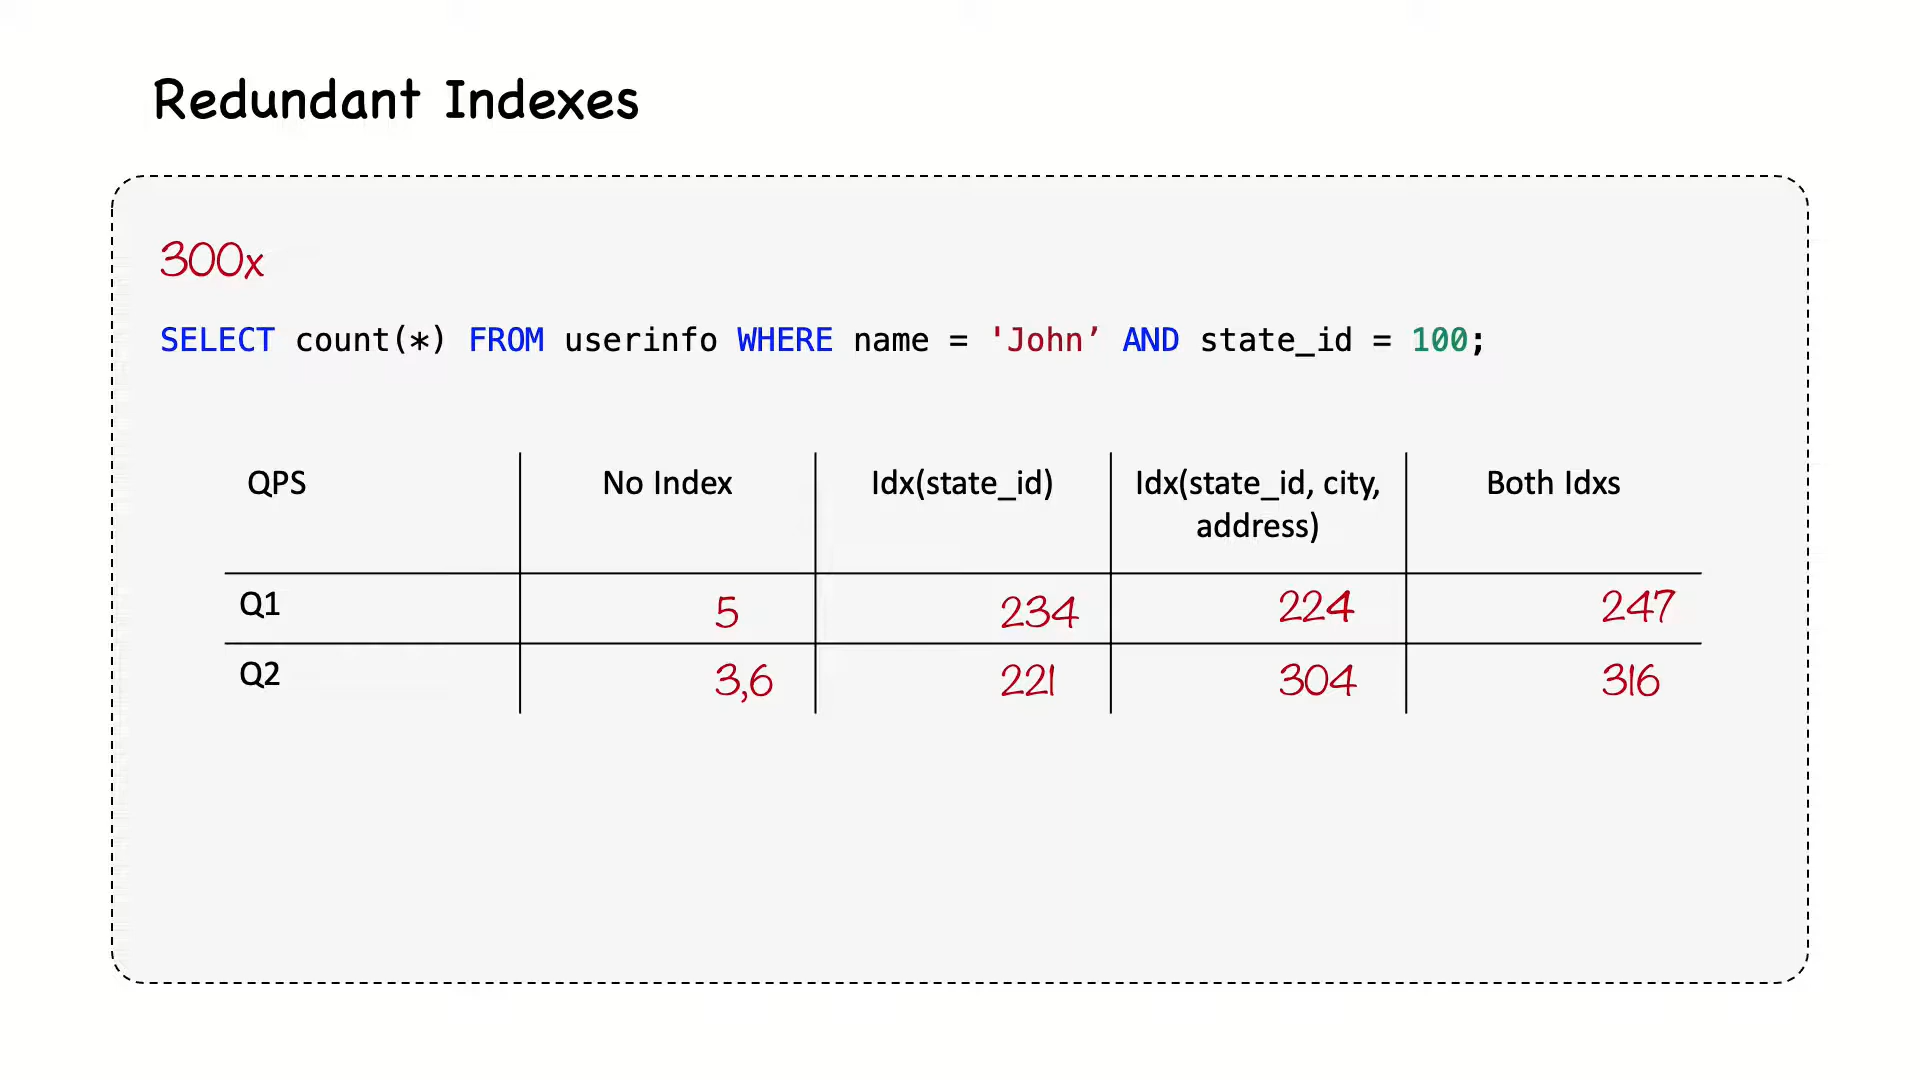 Redundant Indexes
300x
SELECT count(*) FROM userinfo WHERE name = 'John’ AND state_id = 100;
QPS No Index Idx(state_id) Idx(state_id, city, address) Both Idxs
Q1 5 234 224 247
Q2 3,6 221 304 316